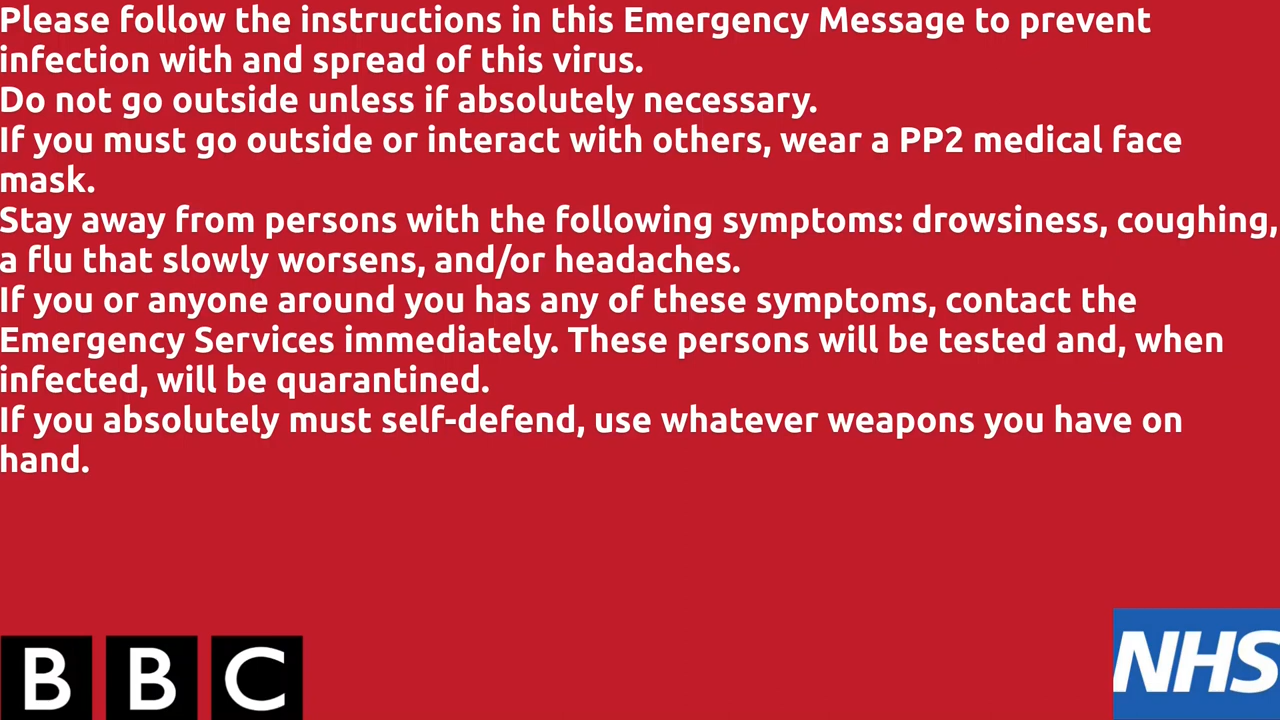 Please follow the instructions in this Emergency Message to prevent
infection with and spread of this virus.
Do not go outside unless if absolutely necessary.
If you must go outside or interact with others, wear a PP2 medical face
mask.
Stay away from persons with the following symptoms: drowsiness, coughing,
a flu that slowly worsens, and/or headaches.
If you or anyone around you has any of these symptoms, contact the
Emergency Services immediately. These persons will be tested and, when
infected, will be quarantined.
If you absolutely must self-defend, use whatever weapons you have on
hand.
BBC
NHS